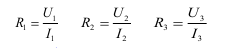 R₁ = U₁/I₁   R₂ = U₂/I₂   R₃ = U₃/I₃